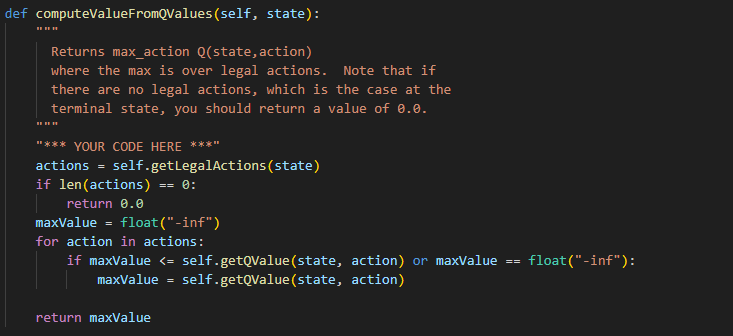 def computeValueFromQValues(self, state):
    """
      Returns max_action Q(state,action)
      where the max is over legal actions.  Note that if
      there are no legal actions, which is the case at the
      terminal state, you should return a value of 0.0.
    """
    "*** YOUR CODE HERE ***"
    actions = self.getLegalActions(state)
    if len(actions) == 0:
        return 0.0
    maxValue = float("-inf")
    for action in actions:
        if maxValue <= self.getQValue(state, action) or maxValue == float("-inf"):
            maxValue = self.getQValue(state, action)

    return maxValue